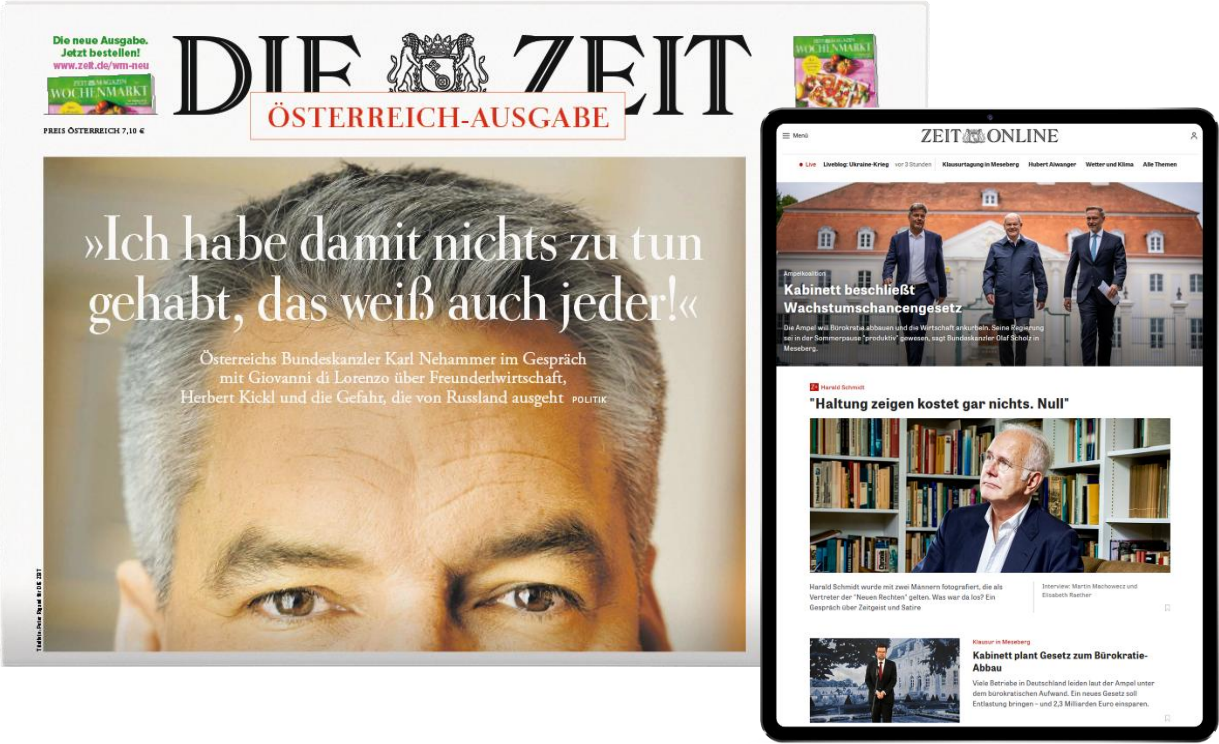 Die neue Ausgabe.
Jetzt bestellen!
www.zeit.de/wm-neu
ZEIT MAGAZIN
WOCHENMARKT
PREIS ÖSTERREICH 7,10 €
DIE ZEIT
ÖSTERREICH-AUSGABE
WOCHENMARKT
»Ich habe damit nichts zu tun
gehabt, das weiß auch jeder!«
Österreichs Bundeskanzler Karl Nehammer im Gespräch
mit Giovanni di Lorenzo über Freunderlwirtschaft,
Herbert Kickl und die Gefahr, die von Russland ausgeht POLITIK
Menü
ZEIT ONLINE
Live Liveblog: Ukraine-Krieg vor 3 Stunden Klausurtagung in Meseberg Hubert Aiwanger Wetter und Klima Alle Themen
Ampelkoalition
Kabinett beschließt
Wachstumschancengesetz
Die Ampel will Bürokratie abbauen und die Wirtschaft ankurbeln. Seine Regierung
sei in der Sommerpause "produktiv" gewesen, sagt Bundeskanzler Olaf Scholz in
Meseberg.
Z+ Harald Schmidt
"Haltung zeigen kostet gar nichts. Null"
Harald Schmidt wurde mit zwei Männern fotografiert, die als
Vertreter der "Neuen Rechten" gelten. Was war da los? Ein
Gespräch über Zeitgeist und Satire
Interview: Martin Machowecz und
Elisabeth Raether
Klausur in Meseberg
Kabinett plant Gesetz zum Bürokratie-
Abbau
Viele Betriebe in Deutschland leiden laut der Ampel unter
dem bürokratischen Aufwand. Ein neues Gesetz soll
Entlastung bringen – und 2,3 Milliarden Euro einsparen.